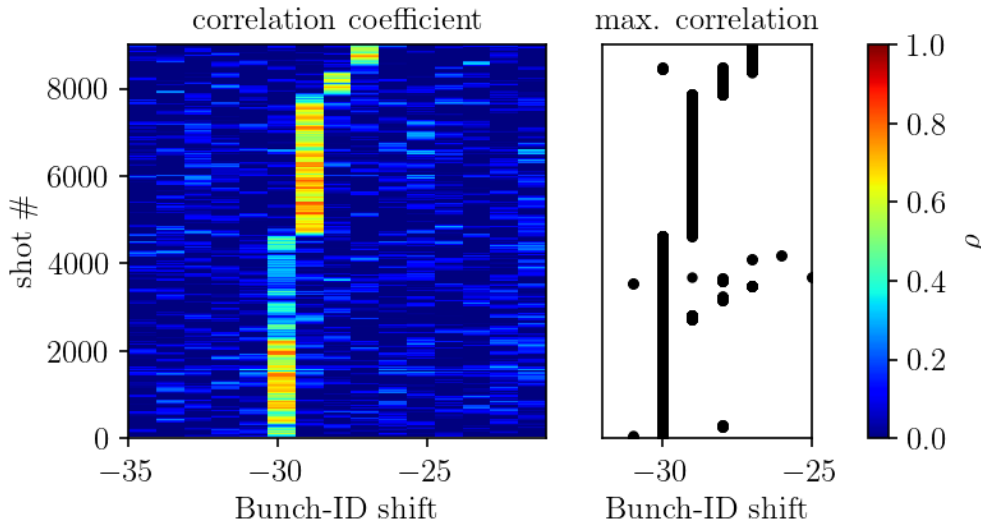 correlation coefficient
max. correlation
8000
6000
4000
2000
0
shot #
−35
−30
−25
Bunch-ID shift
−30
−25
Bunch-ID shift
1.0
0.8
0.6
0.4
0.2
0.0
ρ